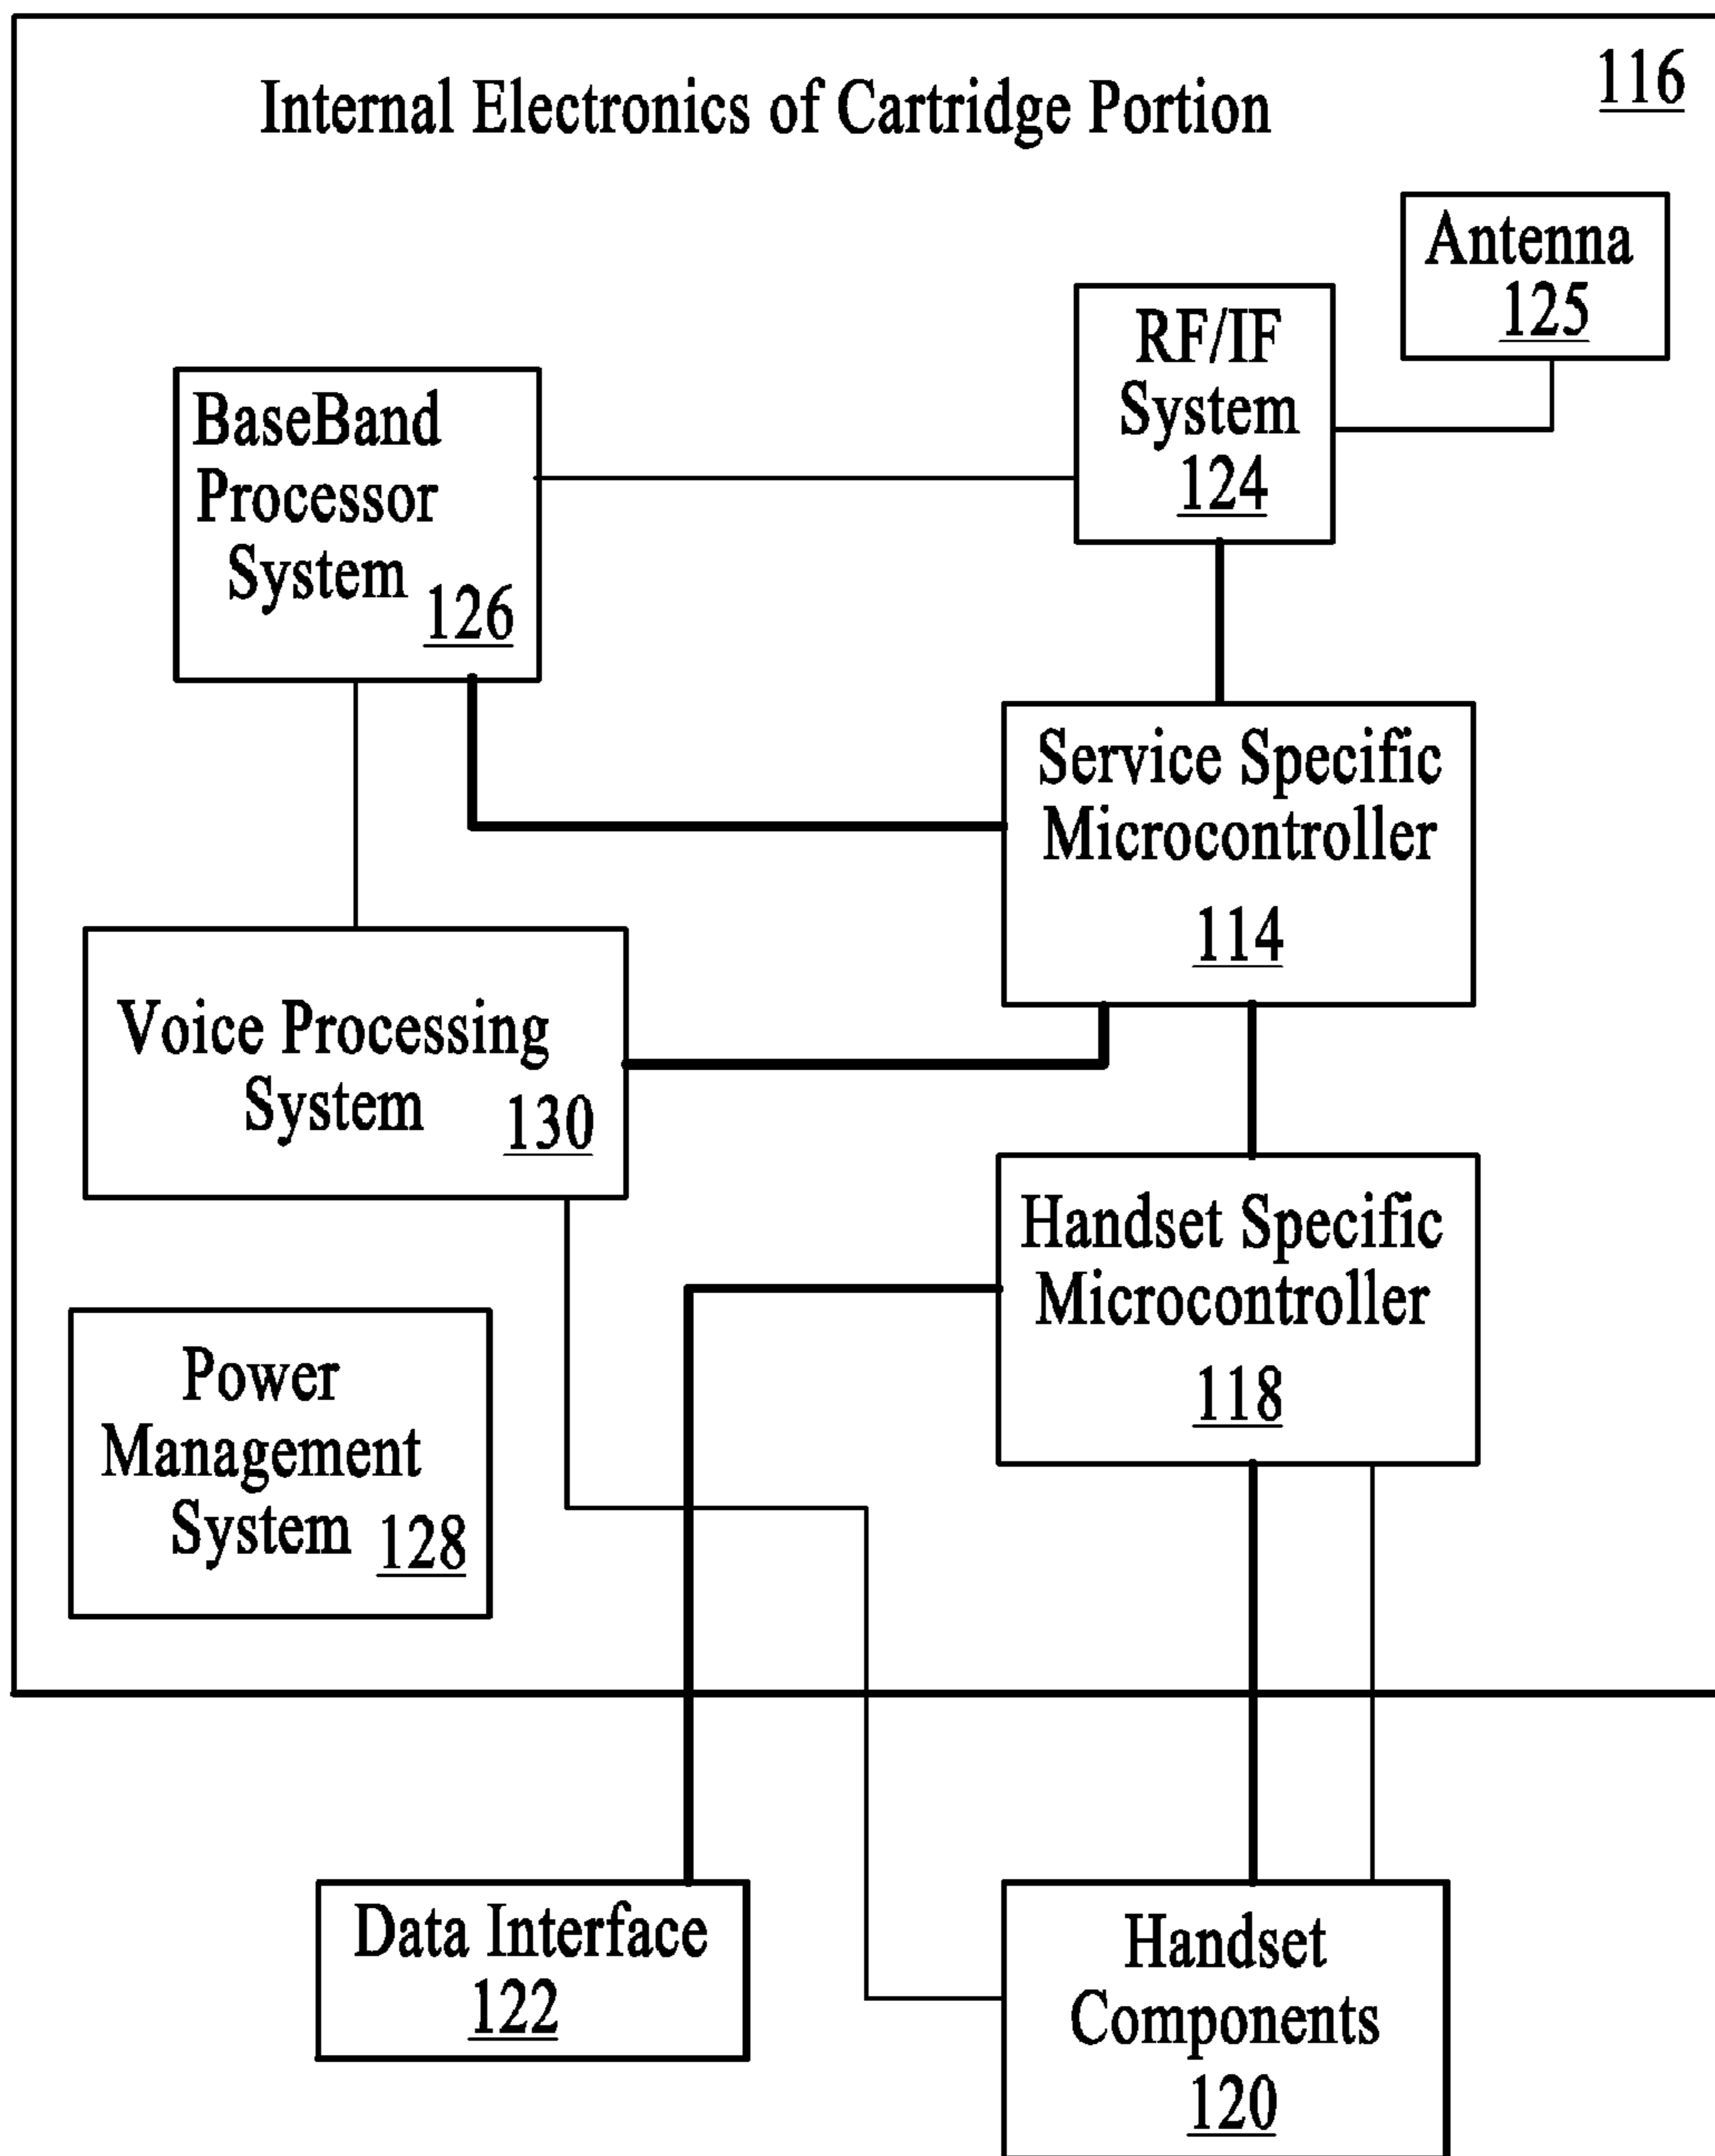 116
Internal Electronics of Cartridge Portion
Antenna
125
RF/IF
System
124
BaseBand
Processor
System
126
Service Specific
Microcontroller
114
Voice Processing
System
130
Handset Specific
Microcontroller
118
Power
Management
System
128
Data Interface
122
Handset
Components
120